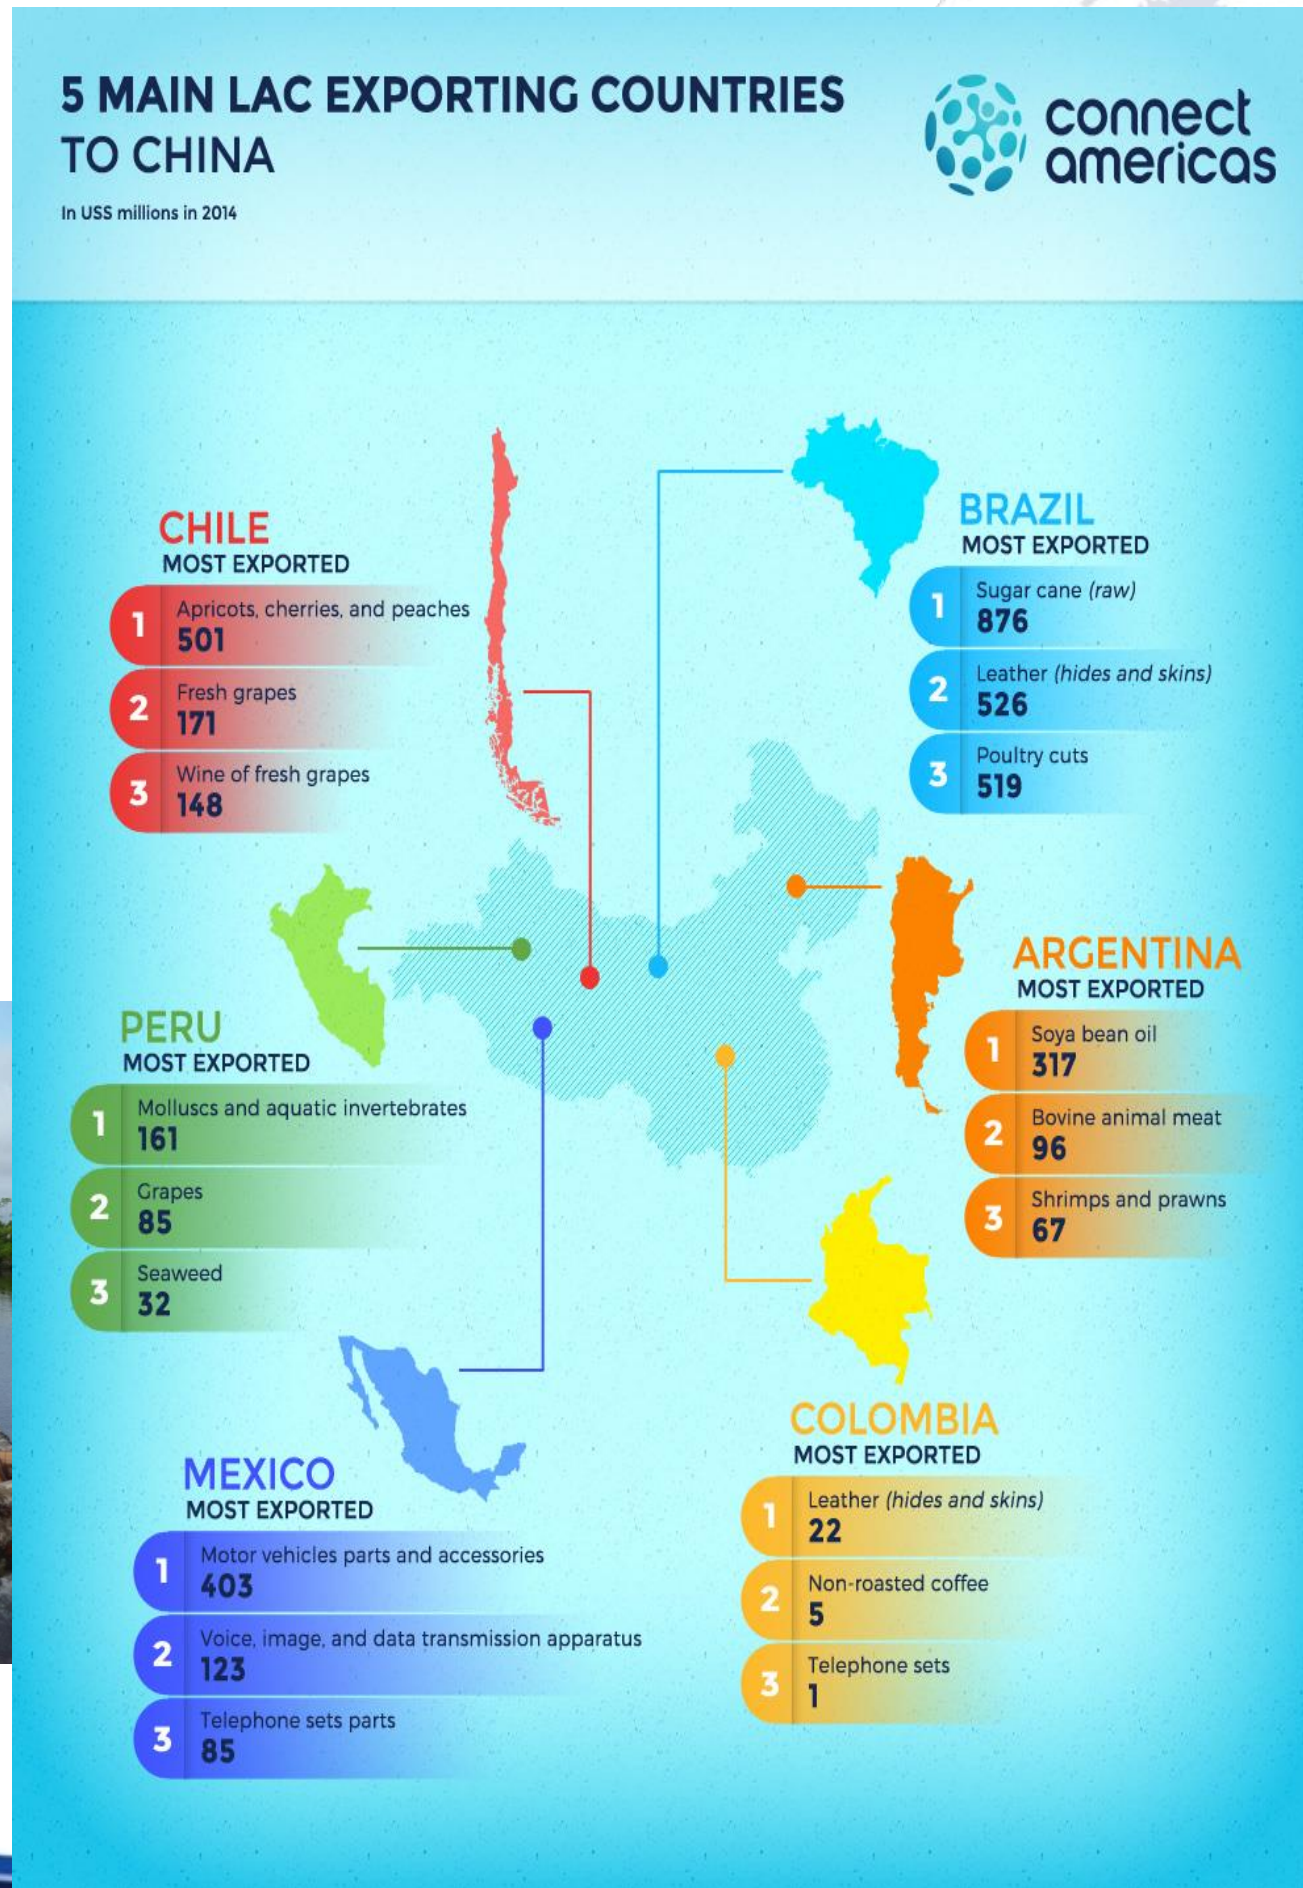 5 MAIN LAC EXPORTING COUNTRIES
TO CHINA
In USS millions in 2014
connect
americas
CHILE
MOST EXPORTED
1
Apricots, cherries, and peaches
501
2
Fresh grapes
171
3
Wine of fresh grapes
148
BRAZIL
MOST EXPORTED
1
Sugar cane (raw)
876
2
Leather (hides and skins)
526
3
Poultry cuts
519
PERU
MOST EXPORTED
1
Molluscs and aquatic invertebrates
161
2
Grapes
85
3
Seaweed
32
ARGENTINA
MOST EXPORTED
1
Soya bean oil
317
2
Bovine animal meat
96
3
Shrimps and prawns
67
MEXICO
MOST EXPORTED
1
Motor vehicles parts and accessories
403
2
Voice, image, and data transmission apparatus
123
3
Telephone sets parts
85
COLOMBIA
MOST EXPORTED
1
Leather (hides and skins)
22
2
Non-roasted coffee
5
3
Telephone sets
1